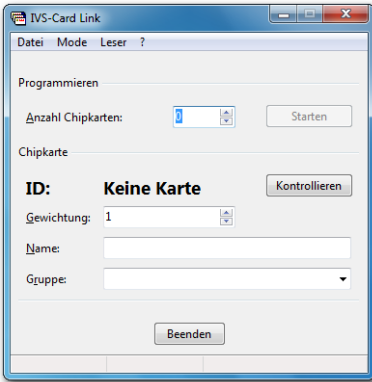 IVS-Card Link
Datei Mode Leser ?
Programmieren
Anzahl Chipkarten: 0 Starten
Chipkarte
ID: Keine Karte Kontrollieren
Gewichtung: 1
Name:
Gruppe:
Beenden